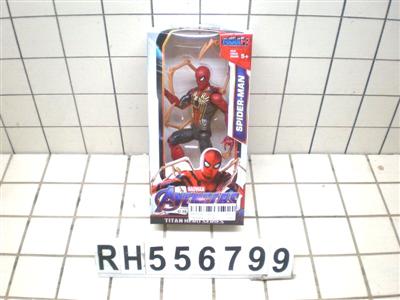 5+
SPIDER-MAN
AVENGERS
TITAN HERO SERIES
RH556799